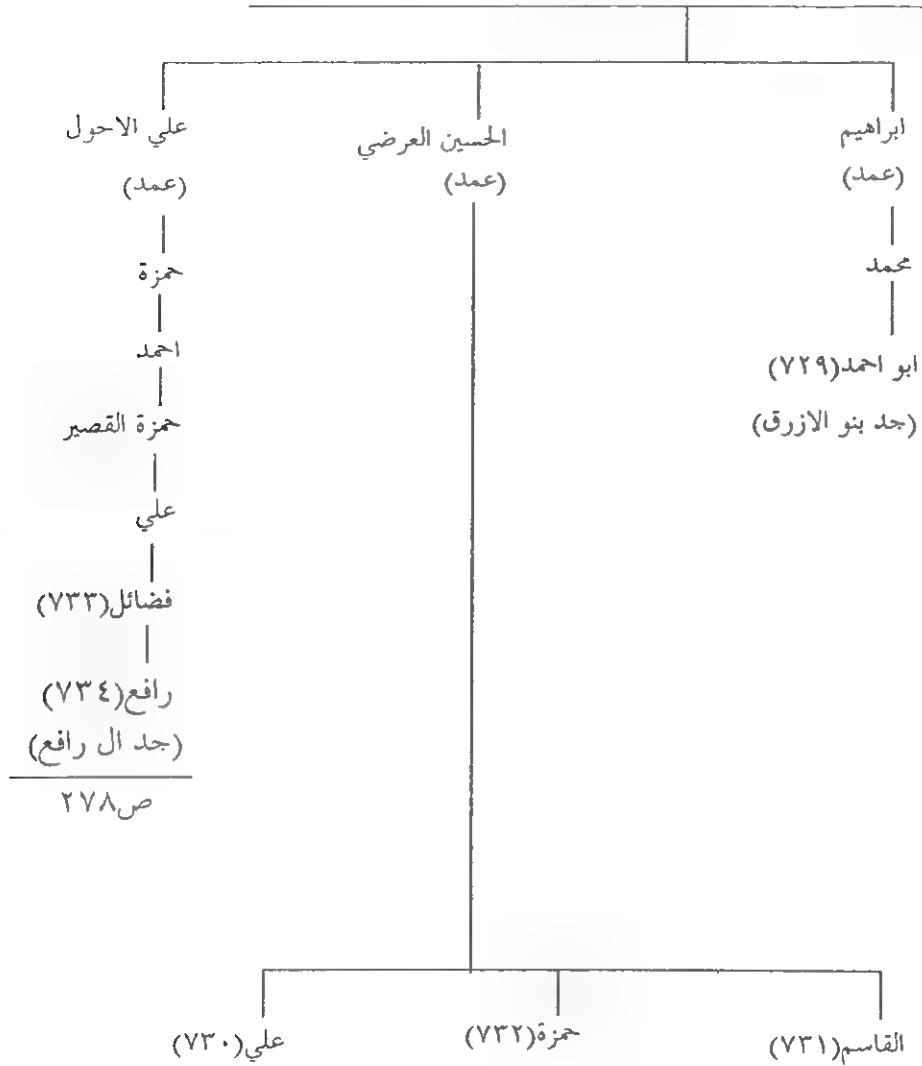 ابراهيم
(عمد)
محمد
ابو احمد(٧٢٩)
(جد بنو الازرق)
الحسين العرضي
(عمد)
القاسم(٧٣١)
حمزة(٧٣٢)
علي(٧٣٠)
علي الاحول
(عمد)
حمزة
احمد
حمزة القصير
علي
فضائل(٧٣٣)
رافع(٧٣٤)
(جد ال رافع)
ص٢٧٨